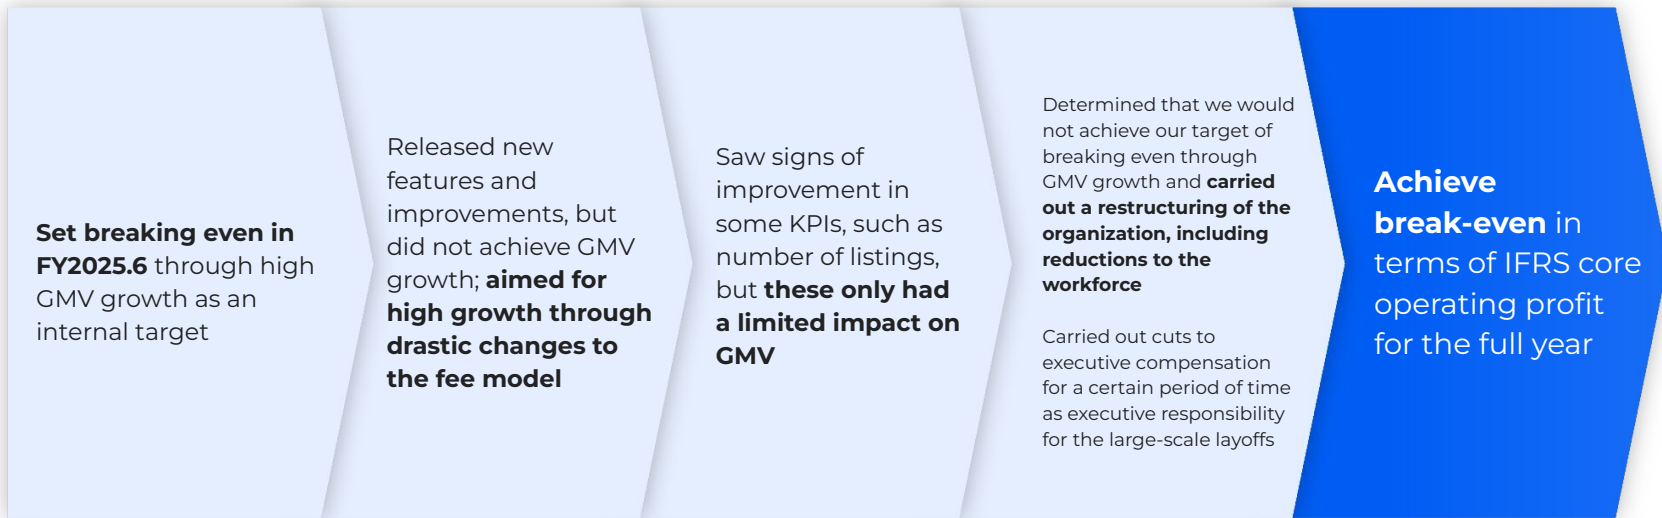 Set breaking even in
FY2025.6 through high
GMV growth as an
internal target
Released new
features and
improvements, but
did not achieve GMV
growth; aimed for
high growth through
drastic changes to
the fee model
Saw signs of
improvement in
some KPIs, such as
number of listings,
but these only had
a limited impact on
GMV
Determined that we would
not achieve our target of
breaking even through
GMV growth and carried
out a restructuring of the
organization, including
reductions to the
workforce
Carried out cuts to
executive compensation
for a certain period of time
as executive responsibility
for the large-scale layoffs
Achieve
break-even in
terms of IFRS core
operating profit
for the full year